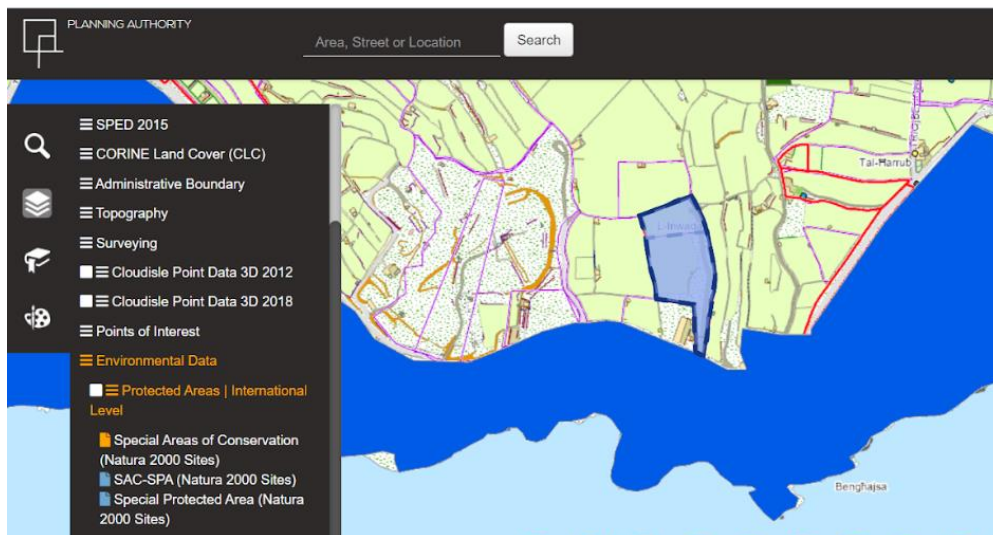 PLANNING AUTHORITY
Area, Street or Location
Search
SPED 2015
CORINE Land Cover (CLC)
Administrative Boundary
Topography
Surveying
Cloudisle Point Data 3D 2012
Cloudisle Point Data 3D 2018
Points of Interest
Environmental Data
Protected Areas | International
Level
Special Areas of Conservation
(Natura 2000 Sites)
SAC-SPA (Natura 2000 Sites)
Special Protected Area (Natura
2000 Sites)
Tal-Ħarrub
Bengħajsa